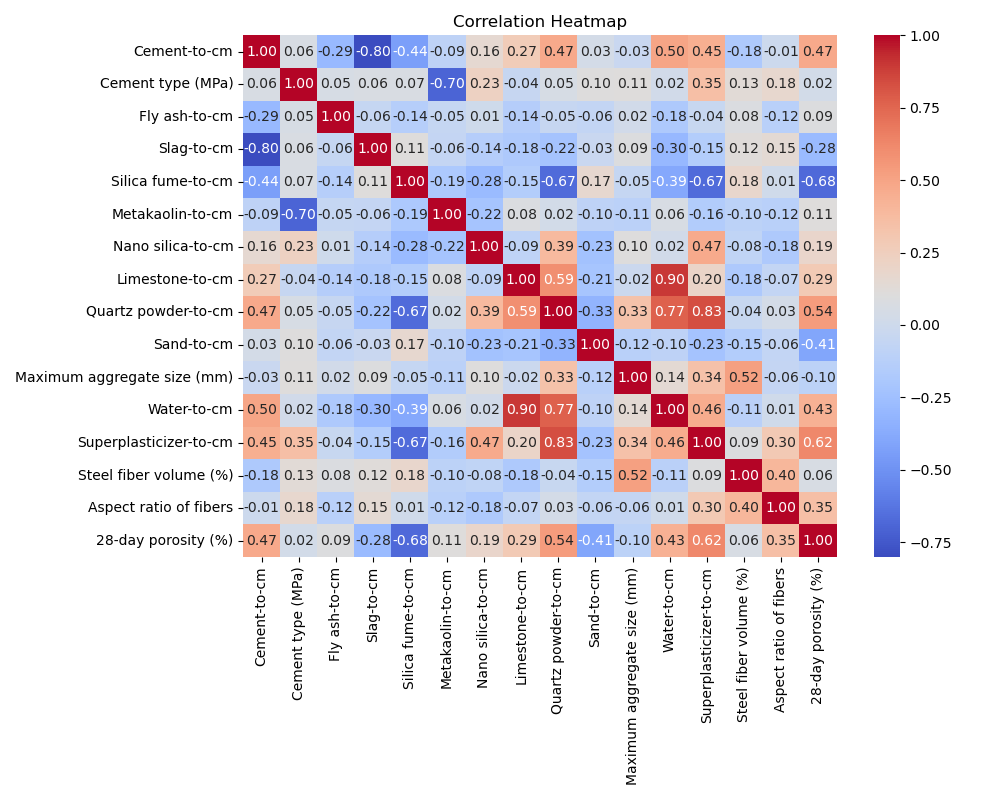 Correlation Heatmap
Cement-to-cm 1.00 0.06 -0.29 -0.80 -0.44 -0.09 0.16 0.27 0.47 0.03 -0.03 0.50 0.45 -0.18 -0.01 0.47
Cement type (MPa) 0.06 1.00 0.05 0.06 0.07 -0.70 0.23 -0.04 0.05 0.10 0.11 0.02 0.35 0.13 0.18 0.02
Fly ash-to-cm -0.29 0.05 1.00 -0.06 -0.14 -0.05 0.01 -0.14 -0.05 -0.06 0.02 -0.18 -0.04 0.08 -0.12 0.09
Slag-to-cm -0.80 0.06 -0.06 1.00 0.11 -0.06 -0.14 -0.18 -0.22 -0.03 0.09 -0.30 -0.15 0.12 0.15 -0.28
Silica fume-to-cm -0.44 0.07 -0.14 0.11 1.00 -0.19 -0.28 -0.15 -0.67 0.17 -0.05 -0.39 -0.67 0.18 0.01 -0.68
Metakaolin-to-cm -0.09 -0.70 -0.05 -0.06 -0.19 1.00 -0.22 0.08 0.02 -0.10 -0.11 0.06 -0.16 -0.10 -0.12 0.11
Nano silica-to-cm 0.16 0.23 0.01 -0.14 -0.28 -0.22 1.00 -0.09 0.39 -0.23 0.10 0.02 0.47 -0.08 -0.18 0.19
Limestone-to-cm 0.27 -0.04 -0.14 -0.18 -0.15 0.08 -0.09 1.00 0.59 -0.21 -0.02 0.90 0.20 -0.18 -0.07 0.29
Quartz powder-to-cm 0.47 0.05 -0.05 -0.22 -0.67 0.02 0.39 0.59 1.00 -0.33 0.33 0.77 0.83 -0.04 0.03 0.54
Sand-to-cm 0.03 0.10 -0.06 -0.03 0.17 -0.10 -0.23 -0.21 -0.33 1.00 -0.12 -0.10 -0.23 -0.15 -0.06 -0.41
Maximum aggregate size (mm) -0.03 0.11 0.02 0.09 -0.05 -0.11 0.10 -0.02 0.33 -0.12 1.00 0.14 0.34 0.52 -0.06 -0.10
Water-to-cm 0.50 0.02 -0.18 -0.30 -0.39 0.06 0.02 0.90 0.77 -0.10 0.14 1.00 0.46 -0.11 0.01 0.43
Superplasticizer-to-cm 0.45 0.35 -0.04 -0.15 -0.67 -0.16 0.47 0.20 0.83 -0.23 0.34 0.46 1.00 0.09 0.30 0.62
Steel fiber volume (%) -0.18 0.13 0.08 0.12 0.18 -0.10 -0.08 -0.18 -0.04 -0.15 0.52 -0.11 0.09 1.00 0.40 0.06
Aspect ratio of fibers -0.01 0.18 -0.12 0.15 0.01 -0.12 -0.18 -0.07 0.03 -0.06 -0.06 0.01 0.30 0.40 1.00 0.35
28-day porosity (%) 0.47 0.02 0.09 -0.28 -0.68 0.11 0.19 0.29 0.54 -0.41 -0.10 0.43 0.62 0.06 0.35 1.00
Cement-to-cm
Cement type (MPa)
Fly ash-to-cm
Slag-to-cm
Silica fume-to-cm
Metakaolin-to-cm
Nano silica-to-cm
Limestone-to-cm
Quartz powder-to-cm
Sand-to-cm
Maximum aggregate size (mm)
Water-to-cm
Superplasticizer-to-cm
Steel fiber volume (%)
Aspect ratio of fibers
28-day porosity (%)
1.00
0.75
0.50
0.25
0.00
−0.25
−0.50
−0.75